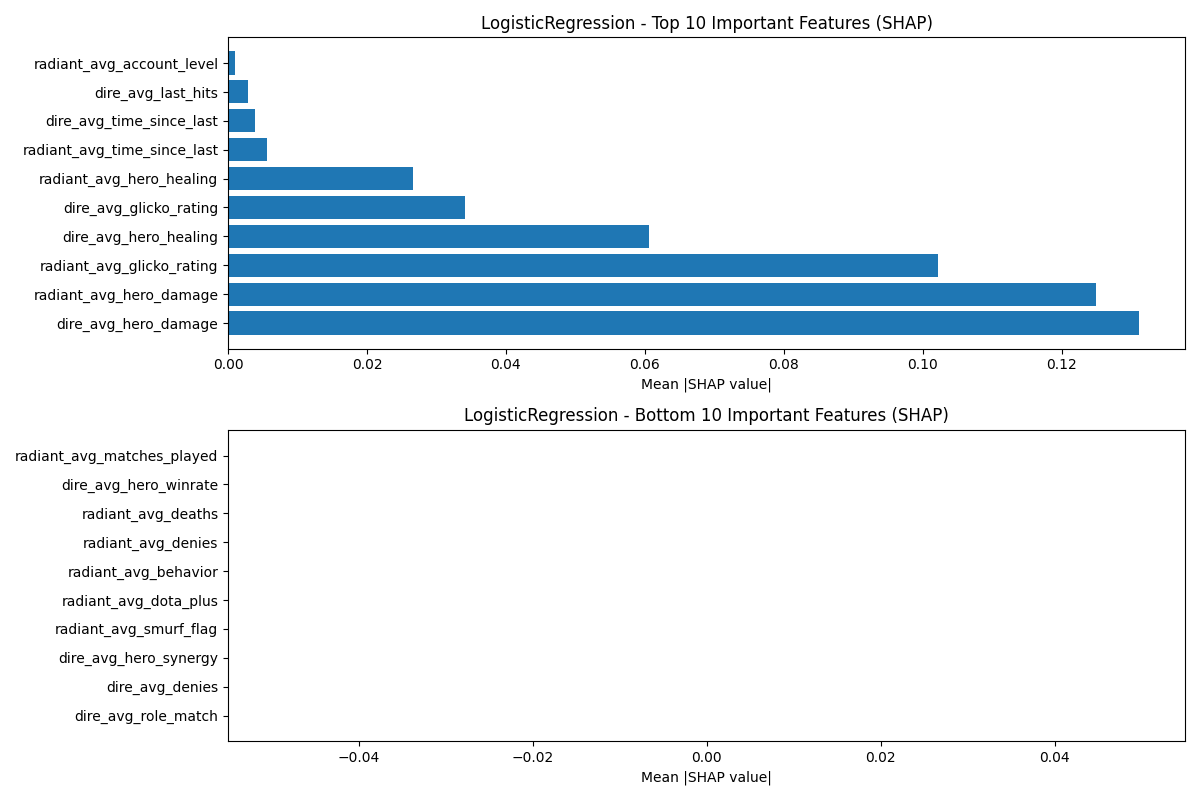 LogisticRegression - Top 10 Important Features (SHAP)
radiant_avg_account_level
dire_avg_last_hits
dire_avg_time_since_last
radiant_avg_time_since_last
radiant_avg_hero_healing
dire_avg_glicko_rating
dire_avg_hero_healing
radiant_avg_glicko_rating
radiant_avg_hero_damage
dire_avg_hero_damage
0.00 0.02 0.04 0.06 0.08 0.10 0.12
Mean |SHAP value|
LogisticRegression - Bottom 10 Important Features (SHAP)
radiant_avg_matches_played
dire_avg_hero_winrate
radiant_avg_deaths
radiant_avg_denies
radiant_avg_behavior
radiant_avg_dota_plus
radiant_avg_smurf_flag
dire_avg_hero_synergy
dire_avg_denies
dire_avg_role_match
−0.04 −0.02 0.00 0.02 0.04
Mean |SHAP value|